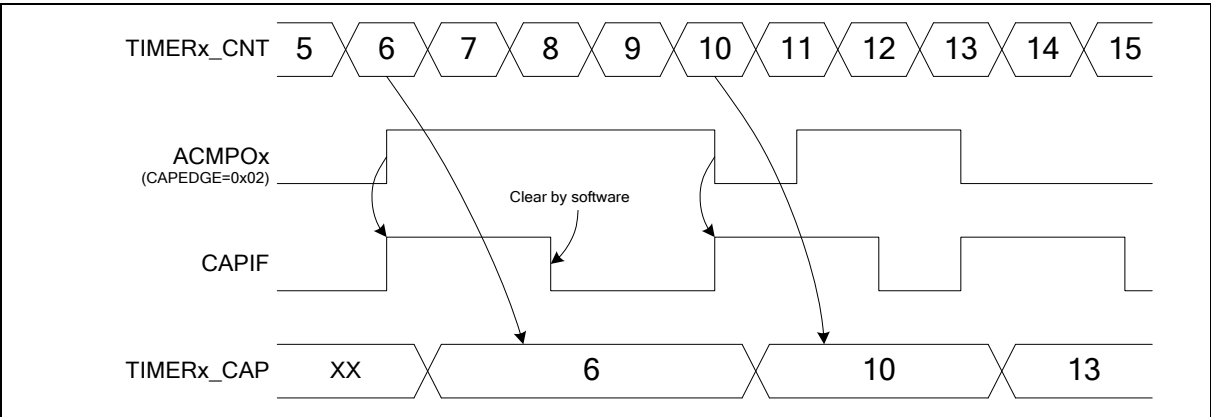 TIMERx_CNT 5 6 7 8 9 10 11 12 13 14 15
ACMPOx
(CAPEDGE=0x02)
Clear by software
CAPIF
TIMERx_CAP XX 6 10 13